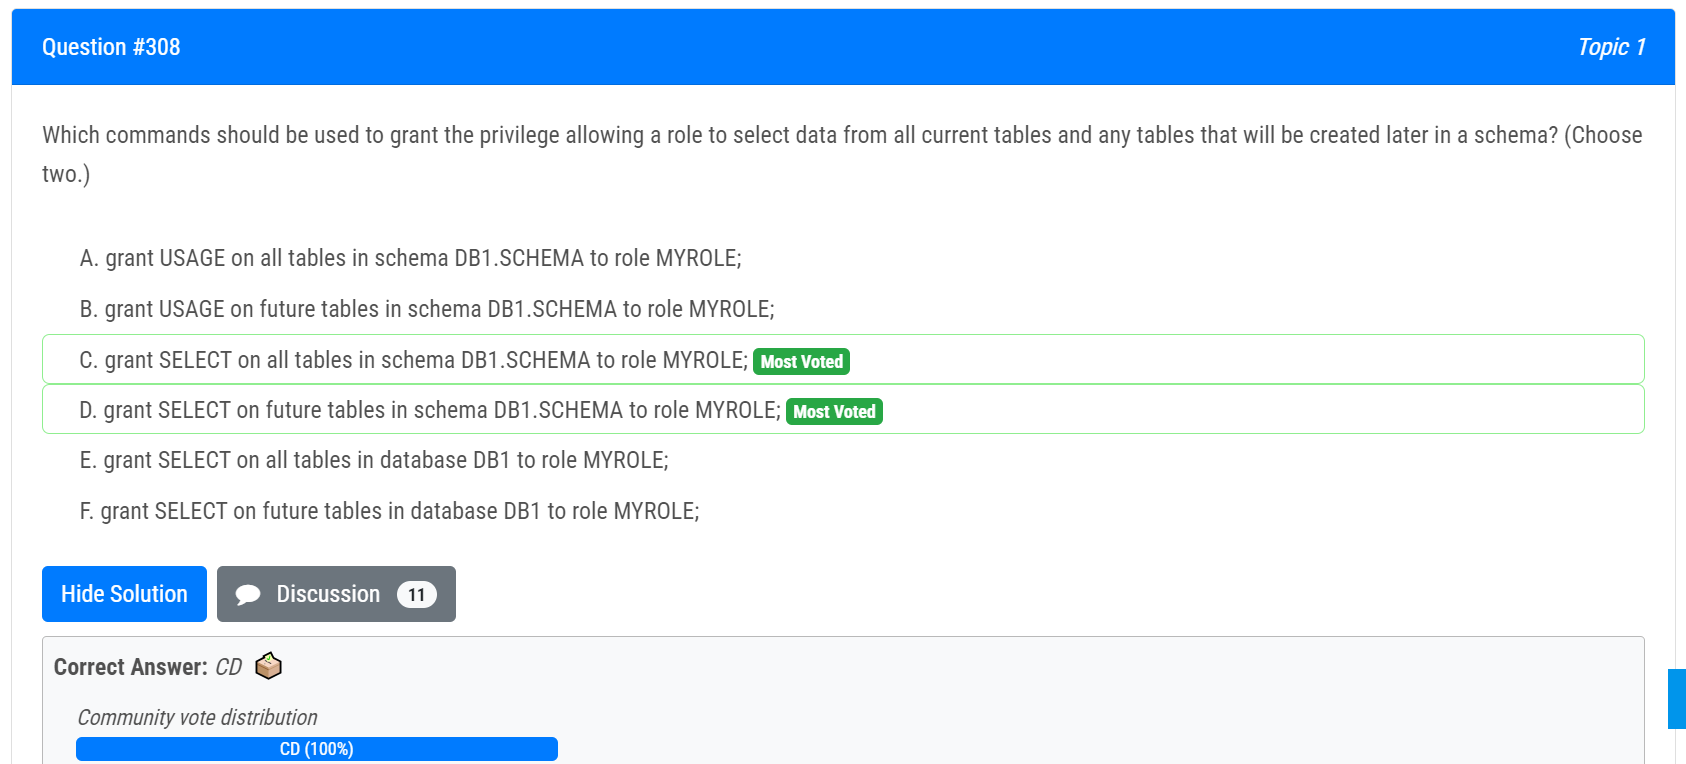 Question #308
Topic 1
Which commands should be used to grant the privilege allowing a role to select data from all current tables and any tables that will be created later in a schema? (Choose
two.)
A. grant USAGE on all tables in schema DB1.SCHEMA to role MYROLE;
B. grant USAGE on future tables in schema DB1.SCHEMA to role MYROLE;
C. grant SELECT on all tables in schema DB1.SCHEMA to role MYROLE; Most Voted
D. grant SELECT on future tables in schema DB1.SCHEMA to role MYROLE; Most Voted
E. grant SELECT on all tables in database DB1 to role MYROLE;
F. grant SELECT on future tables in database DB1 to role MYROLE;
Hide Solution
Discussion 11
Correct Answer: CD
Community vote distribution
CD (100%)